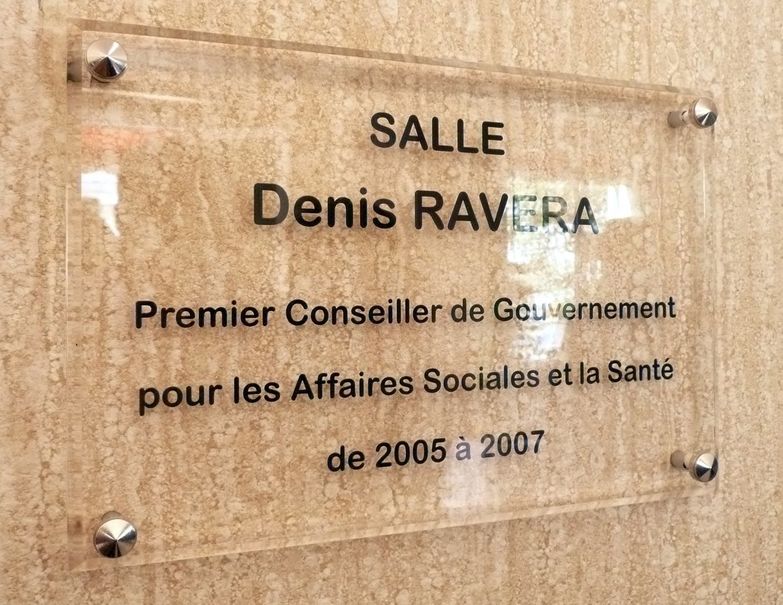 SALLE
Denis RAVERA
Premier Conseiller de Gouvernement
pour les Affaires Sociales et la Santé
de 2005 à 2007